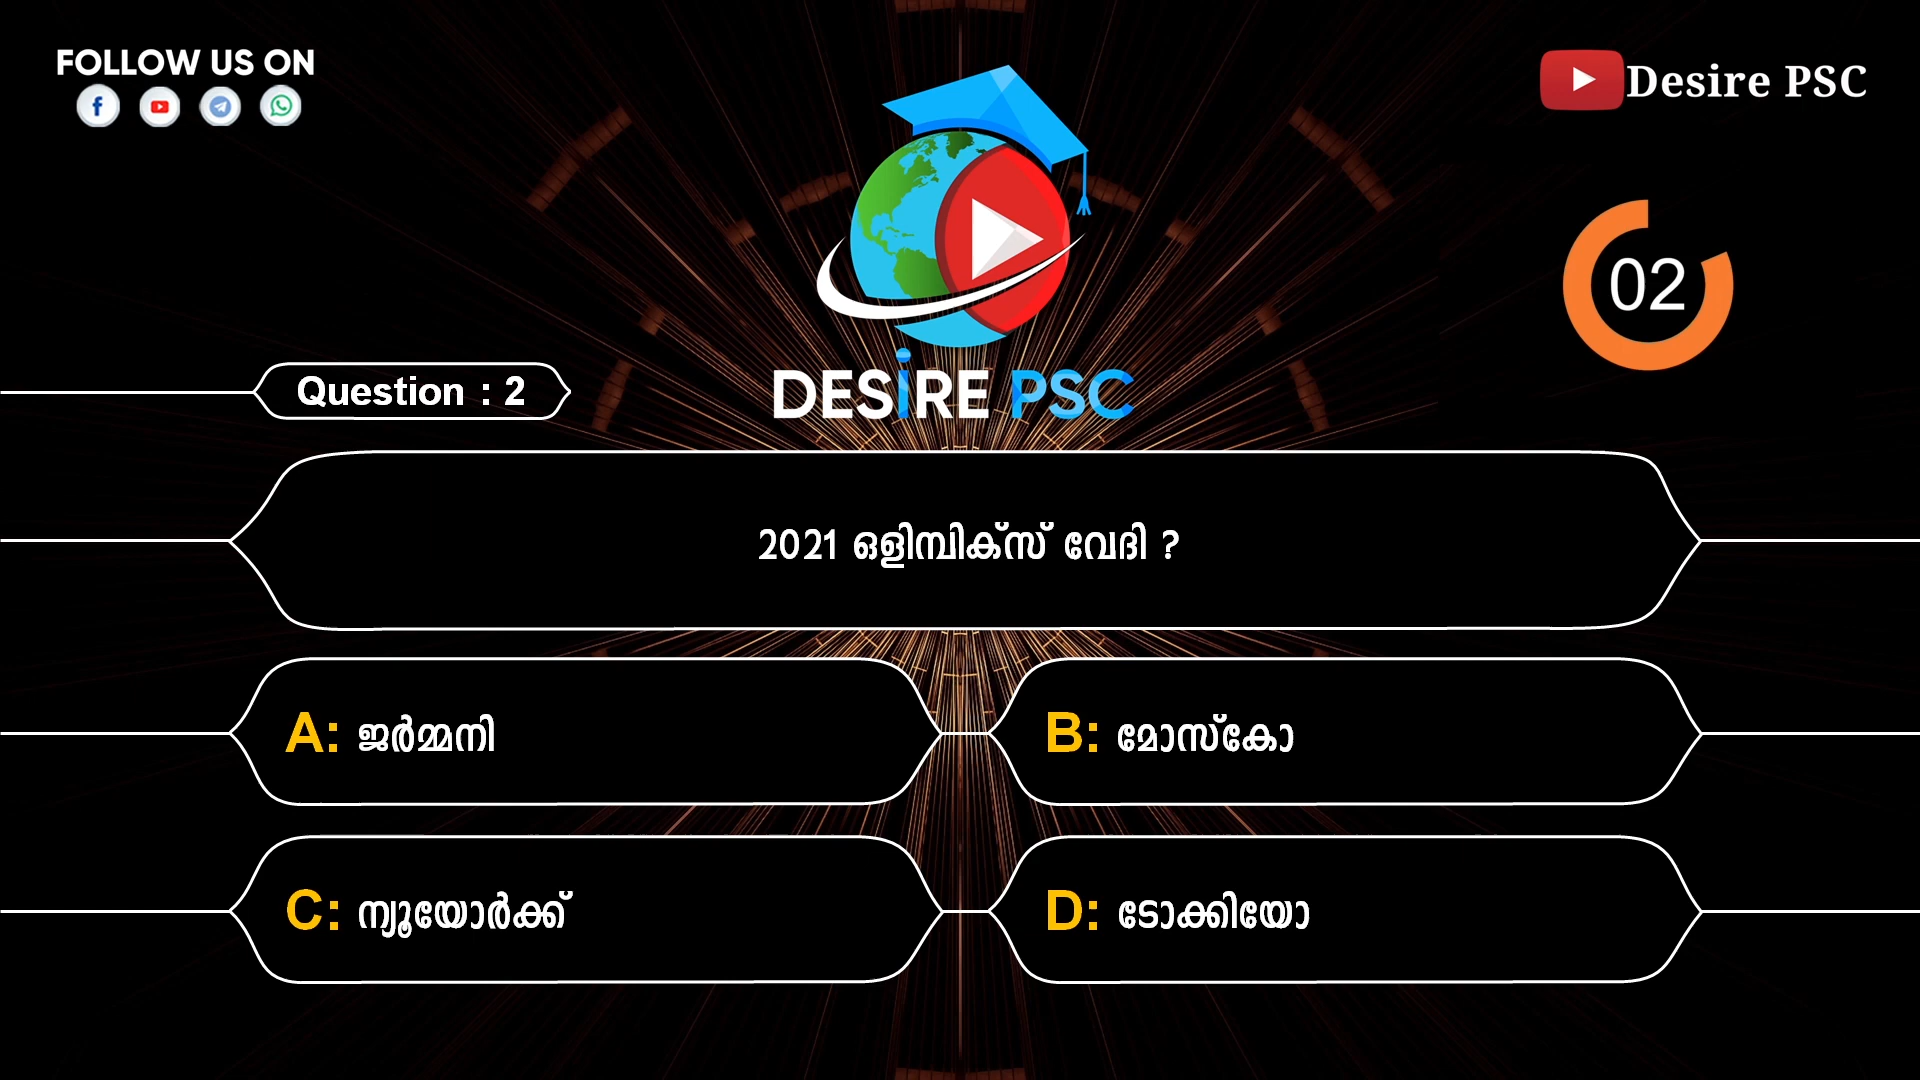 FOLLOW US ON
Desire PSC
02
DESiRE PSC
Question : 2
2021 ഒളിമ്പിക്സ് വേദി ?
A: ജർമ്മനി
B: മോസ്കോ
C: ന്യൂയോർക്ക്
D: ടോക്കിയോ